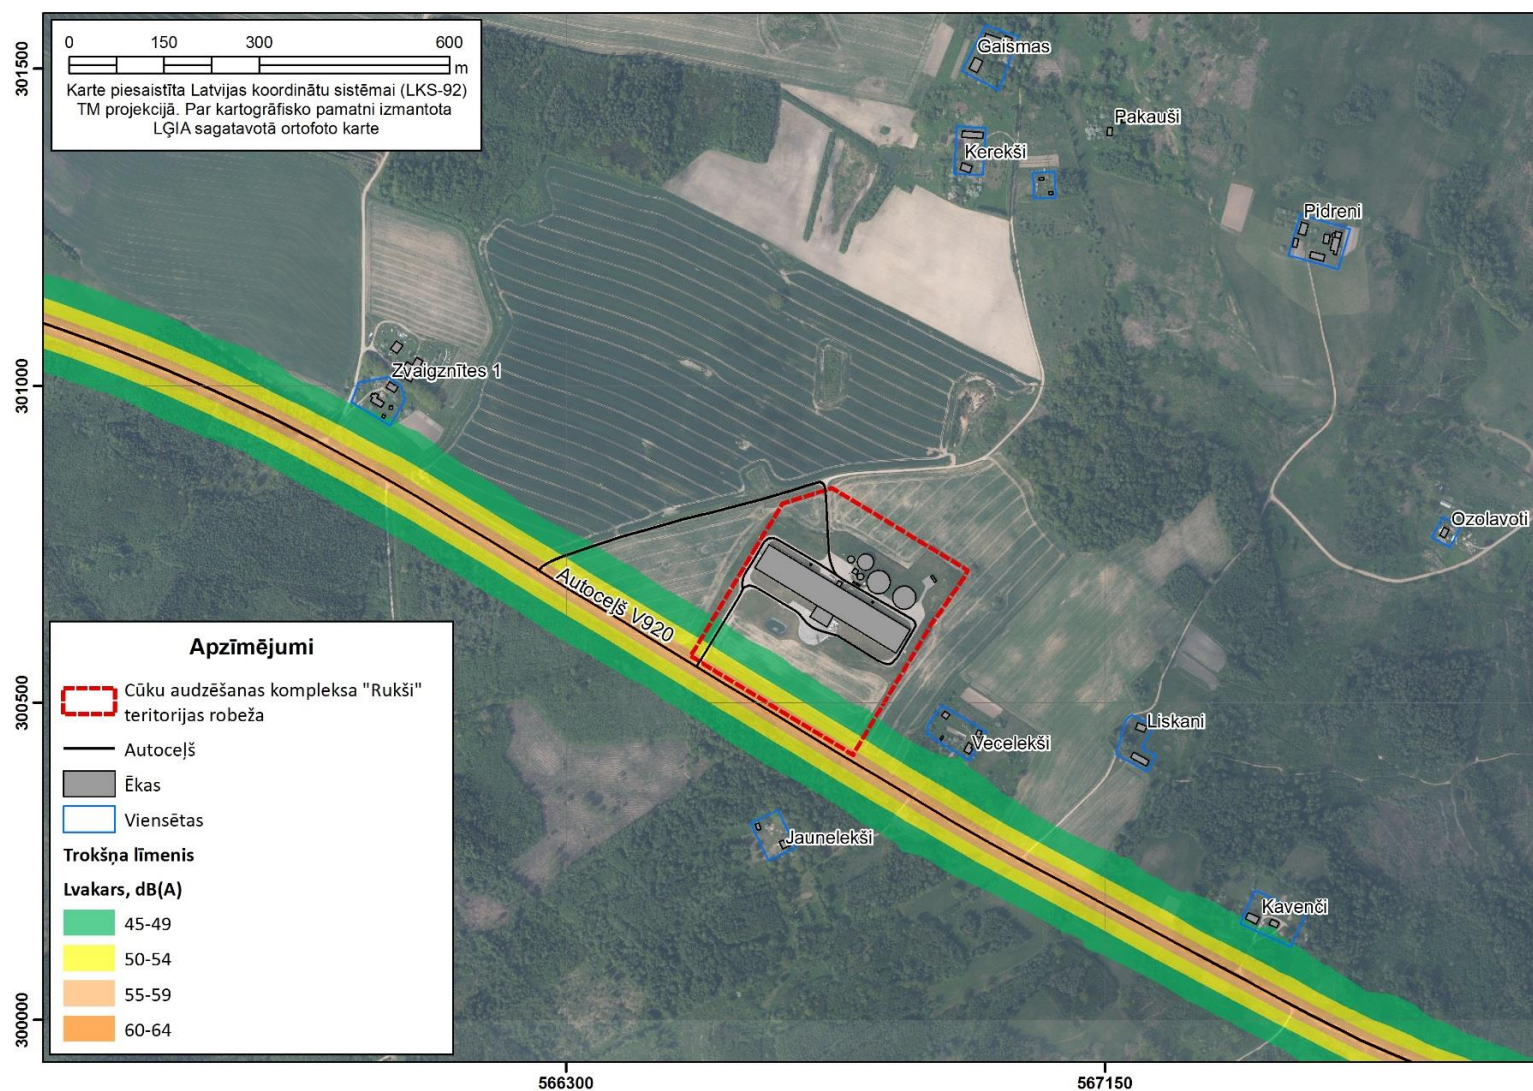 0 150 300 600
m
Karte piesaistīta Latvijas koordinātu sistēmai (LKS-92)
TM projekcijā. Par kartogrāfisko pamatni izmantota
LĢIA sagatavotā ortofoto karte
301500
301000
300500
300000
Gaismas
Pakauši
Kerekši
Pidreni
Zvaigznītes 1
Ozolavoti
Autoceļš V920
Liskani
Vecelekši
Jaunelekši
Kavenči
Apzīmējumi
Cūku audzēšanas kompleksa "Rukši"
teritorijas robeža
Autoceļš
Ēkas
Viensētas
Trokšņa līmenis
Lvakars, dB(A)
45-49
50-54
55-59
60-64
566300 567150